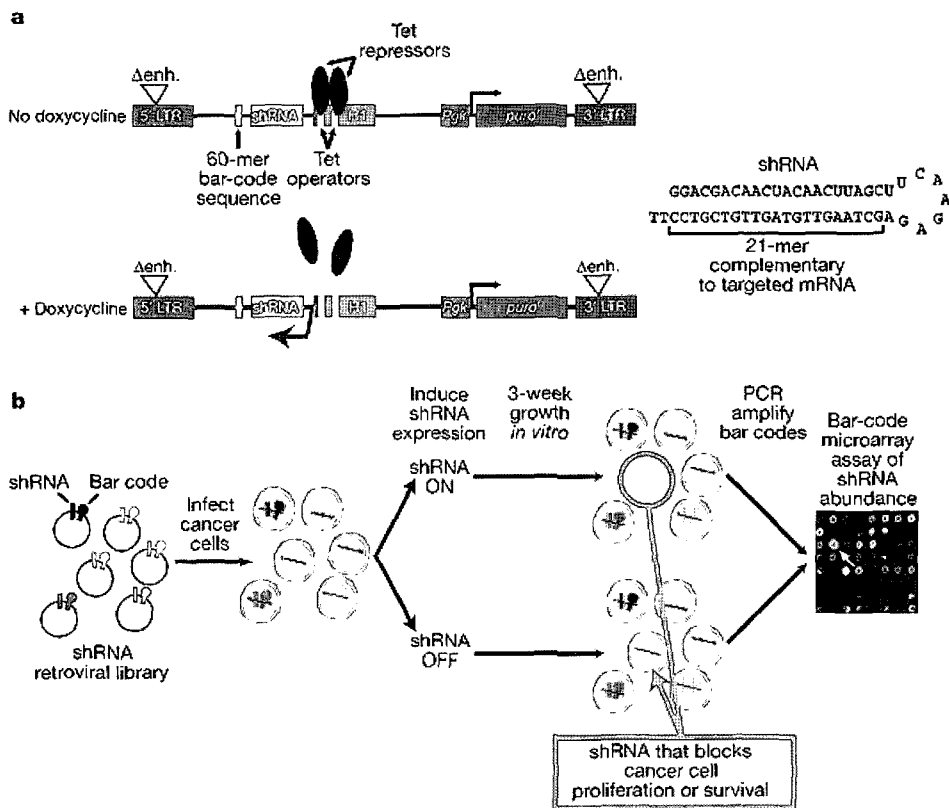 a
Tet
repressors
Δenh.
Δenh.
No doxycycline
5' LTR
shRNA
H1
Pgk
puro
3' LTR
60-mer
bar-code
sequence
Tet
operators
shRNA
GGACGACAACUACAACUUAGCU
U C A A G A G
TTCCTGCTGTTGATGTTGAATCGA
21-mer
complementary
to targeted mRNA
Δenh.
Δenh.
+ Doxycycline
5' LTR
shRNA
H1
Pgk
puro
3' LTR
b
Induce
shRNA
expression
3-week
growth
in vitro
PCR
amplify
bar codes
Bar-code
microarray
assay of
shRNA
abundance
shRNA
Bar code
Infect
cancer
cells
shRNA
ON
shRNA
OFF
shRNA
retroviral library
shRNA that blocks
cancer cell
proliferation or survival